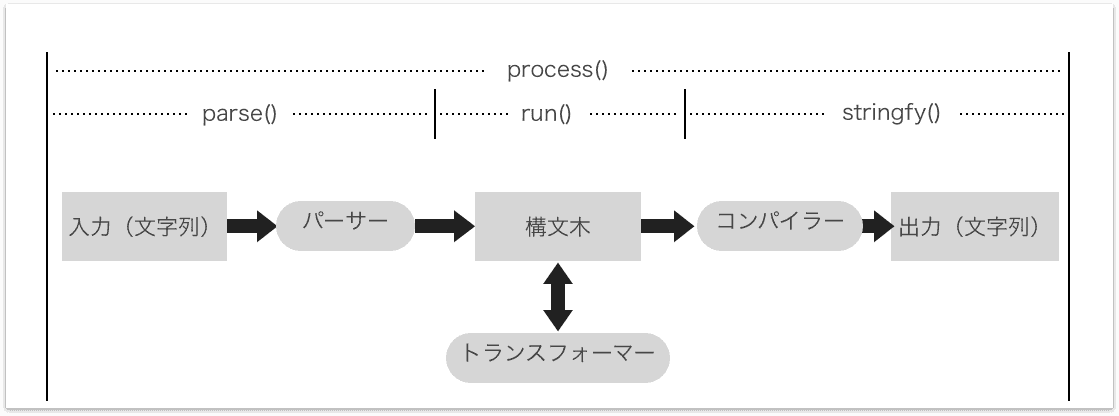 process()
parse()
run()
stringfy()
入力（文字列）
パーサー
構文木
コンパイラー
出力（文字列）
トランスフォーマー